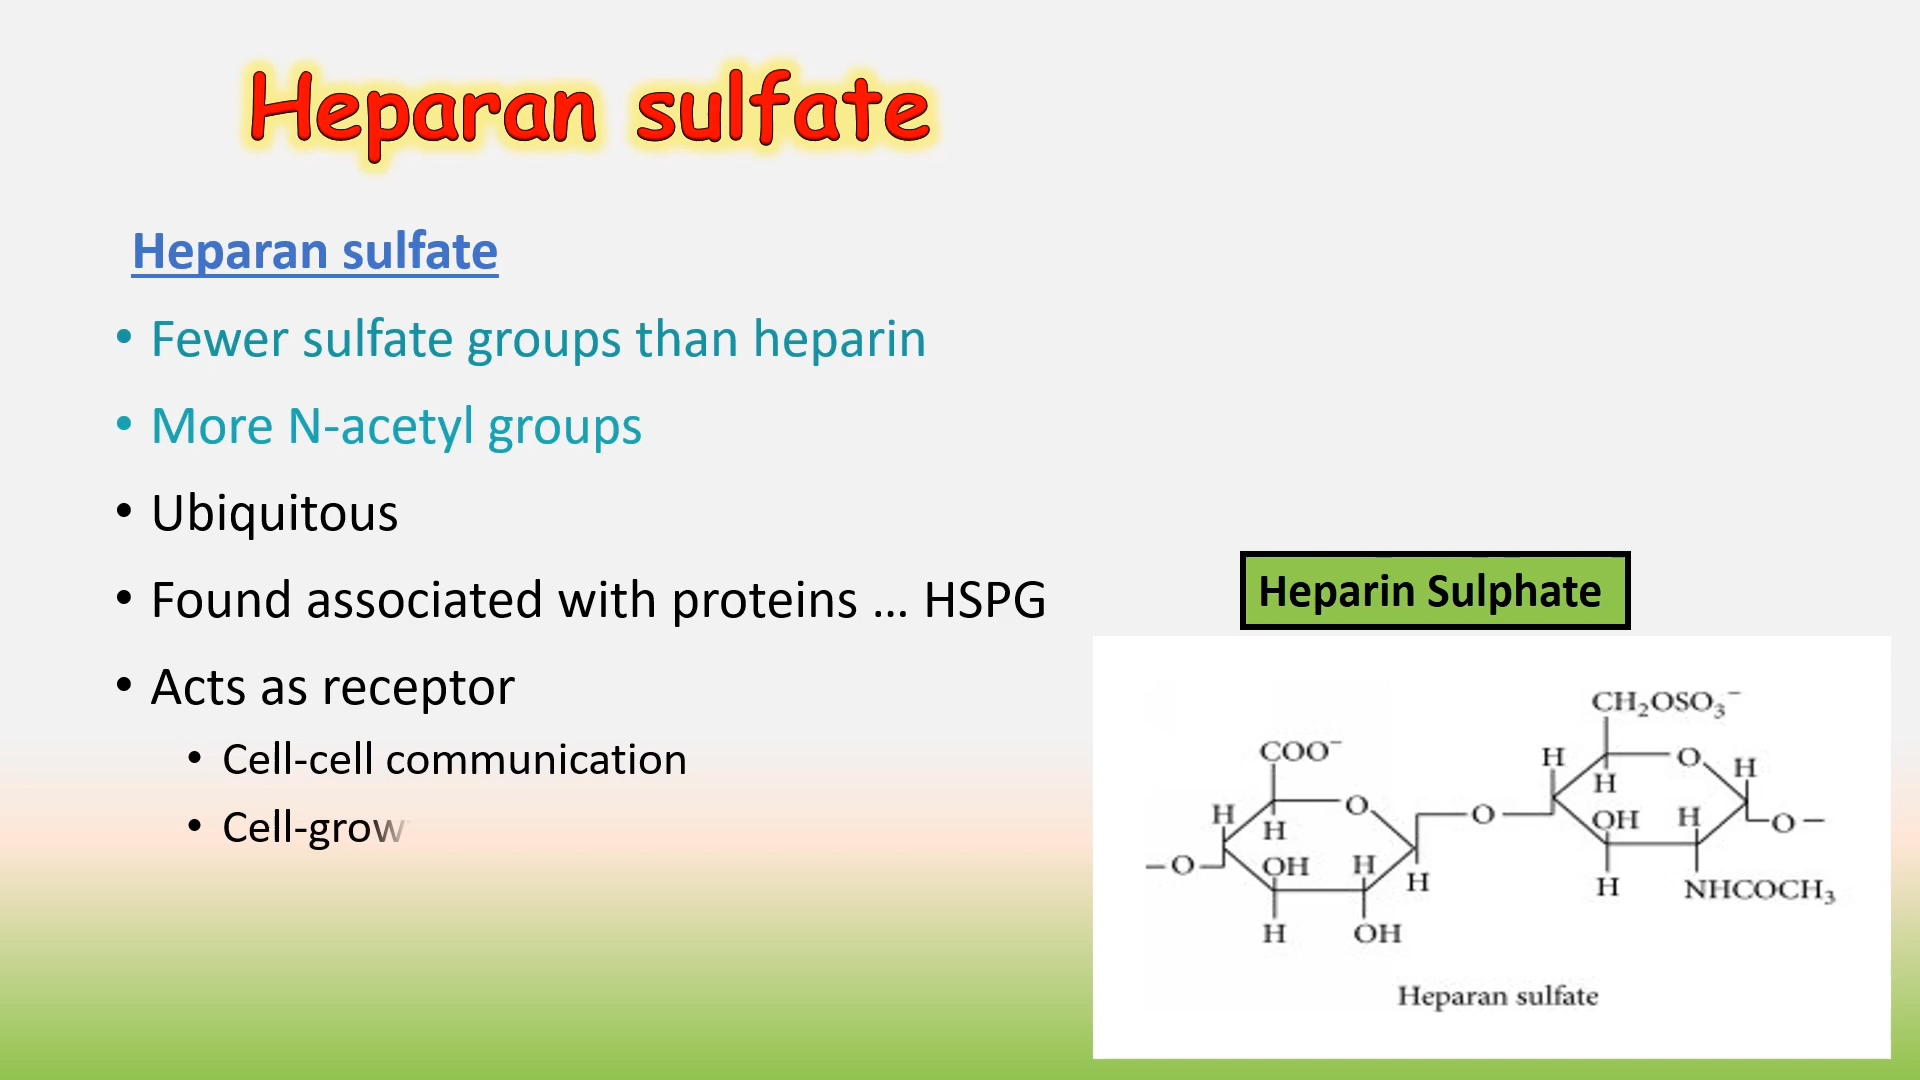 Heparan sulfate
Heparan sulfate
• Fewer sulfate groups than heparin
• More N-acetyl groups
• Ubiquitous
• Found associated with proteins ... HSPG
• Acts as receptor
• Cell-cell communication
• Cell-grow
Heparin Sulphate
CH₂OSO₃⁻
COO⁻ H O H
H O O H OH H O –
H
–O OH H H H NHCOCH₃
H OH
Heparan sulfate